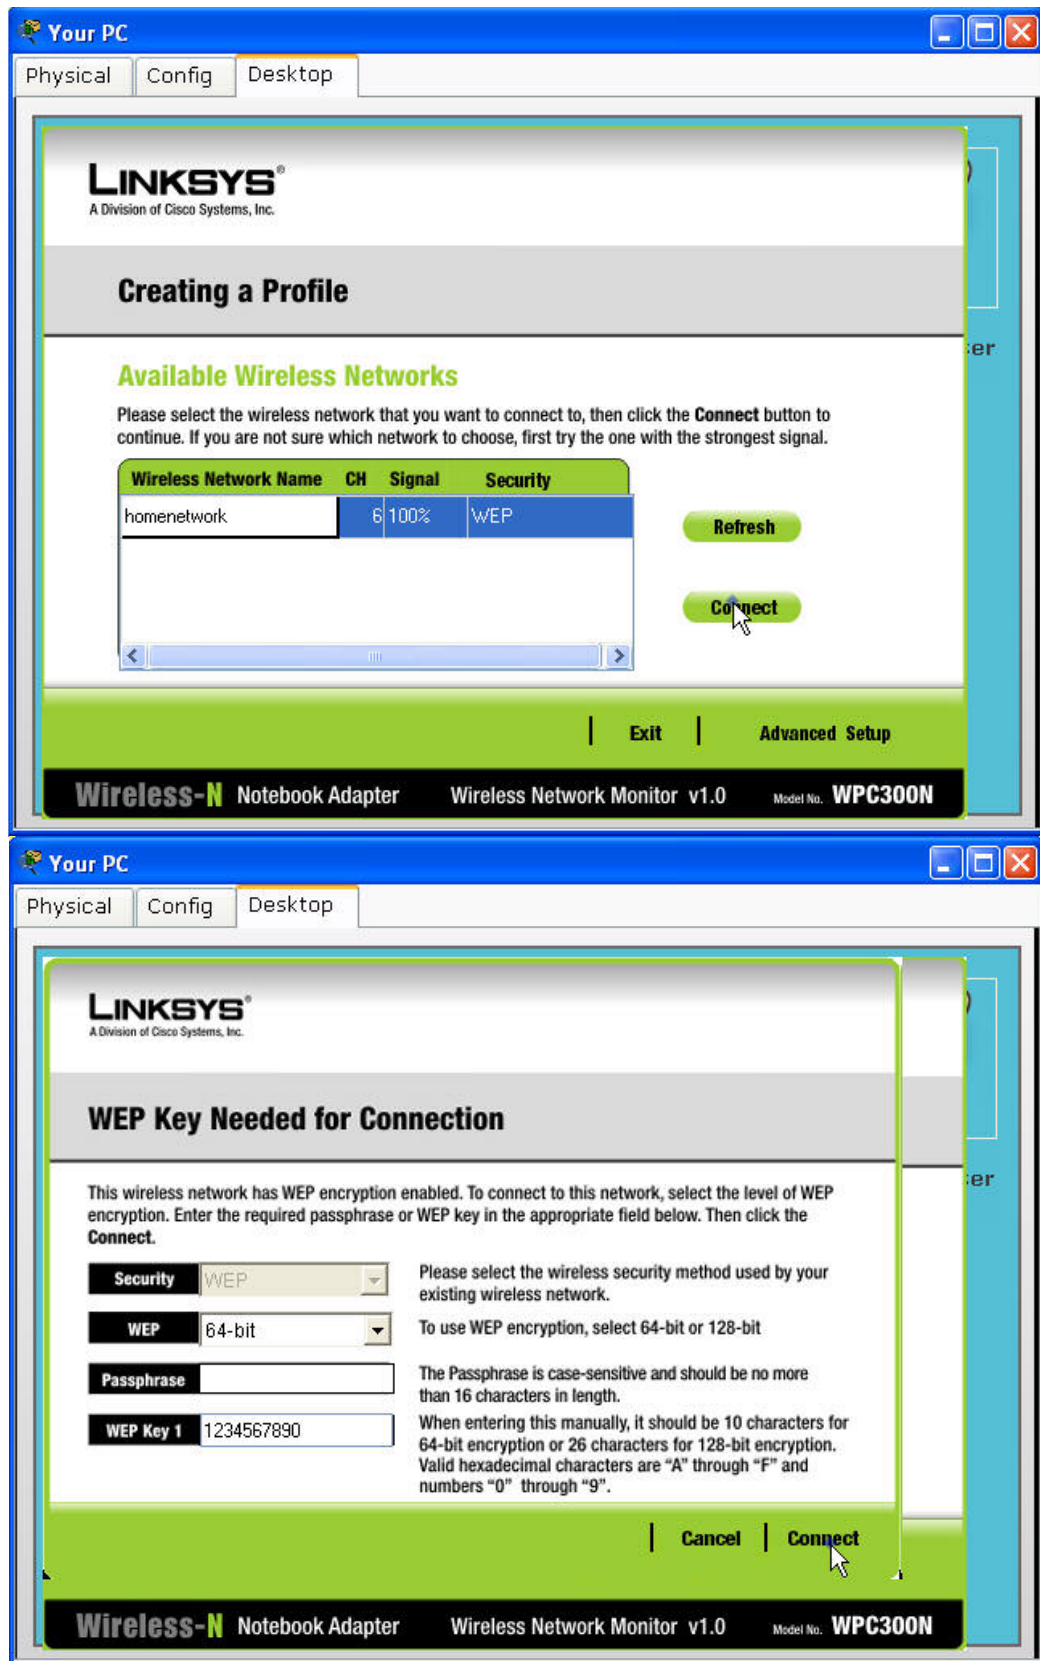 Your PC
Physical Config Desktop
LINKSYS®
A Division of Cisco Systems, Inc.
Creating a Profile
Available Wireless Networks
Please select the wireless network that you want to connect to, then click the Connect button to
continue. If you are not sure which network to choose, first try the one with the strongest signal.
Wireless Network Name CH Signal Security
homenetwork 6 100% WEP
Refresh
Connect
er
Exit Advanced Setup
Wireless-N Notebook Adapter Wireless Network Monitor v1.0 Model No. WPC300N
Your PC
Physical Config Desktop
LINKSYS®
A Division of Cisco Systems, Inc.
WEP Key Needed for Connection
er
This wireless network has WEP encryption enabled. To connect to this network, select the level of WEP
encryption. Enter the required passphrase or WEP key in the appropriate field below. Then click the
Connect.
Security WEP
Please select the wireless security method used by your
existing wireless network.
WEP 64-bit
To use WEP encryption, select 64-bit or 128-bit
Passphrase
The Passphrase is case-sensitive and should be no more
than 16 characters in length.
WEP Key 1 1234567890
When entering this manually, it should be 10 characters for
64-bit encryption or 26 characters for 128-bit encryption.
Valid hexadecimal characters are “A” through “F” and
numbers “0” through “9”.
Cancel Connect
Wireless-N Notebook Adapter Wireless Network Monitor v1.0 Model No. WPC300N